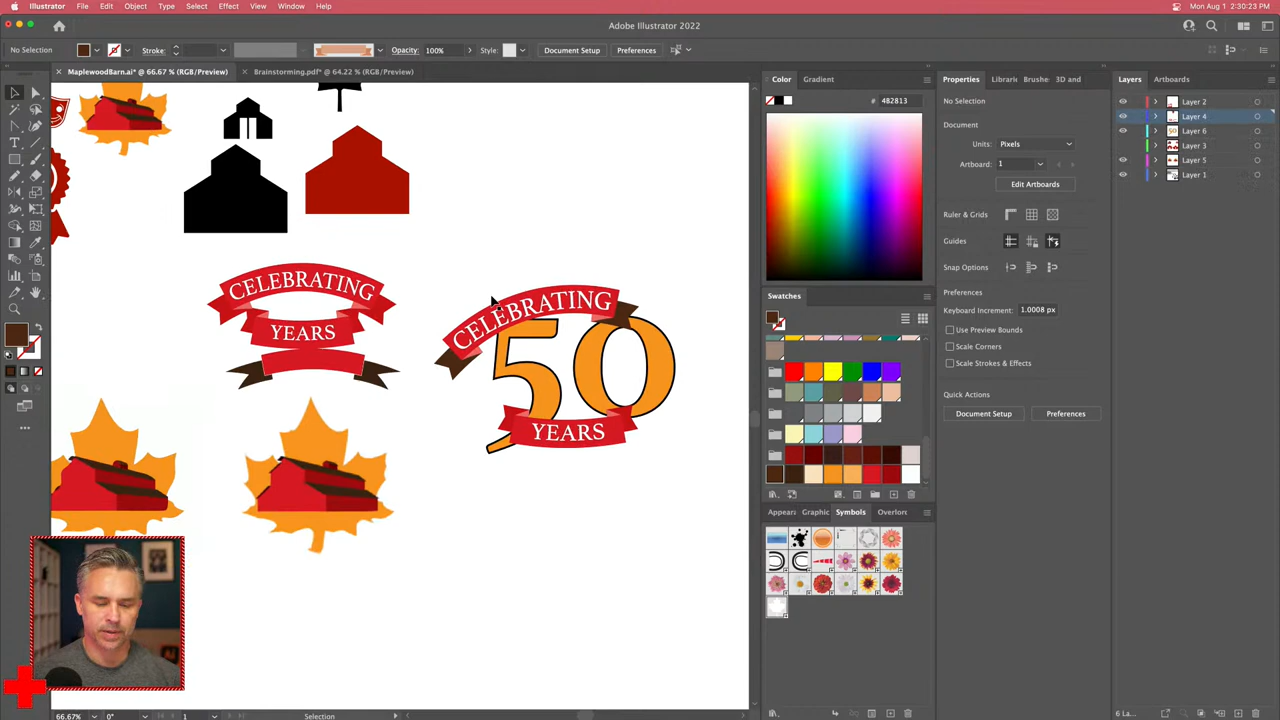 Illustrator File Edit Object Type Select Effect View Window Help
Mon Aug 1 2:30:23 PM
Adobe Illustrator 2022
No Selection
Stroke:
Opacity: 100%
Style:
Document Setup
Preferences
MaplewoodBarn.ai* @ 66.67 % (RGB/Preview)
Brainstorming.pdf* @ 64.22 % (RGB/Preview)
Color
Gradient
# 4B2813
Swatches
Symbols
Properties
Brushe
3D and
No Selection
Document
Units: Pixels
Artboard: 1
Edit Artboards
Ruler & Grids
Guides
Snap Options
Preferences
Keyboard Increment: 1.0008 px
Use Preview Bounds
Scale Corners
Scale Strokes & Effects
Quick Actions
Document Setup
Preferences
Layers
Artboards
Layer 2
Layer 4
Layer 6
Layer 3
Layer 5
Layer 1
CELEBRATING
YEARS
CELEBRATING
50
YEARS
66.67%
0°
1
Selection
6 La...